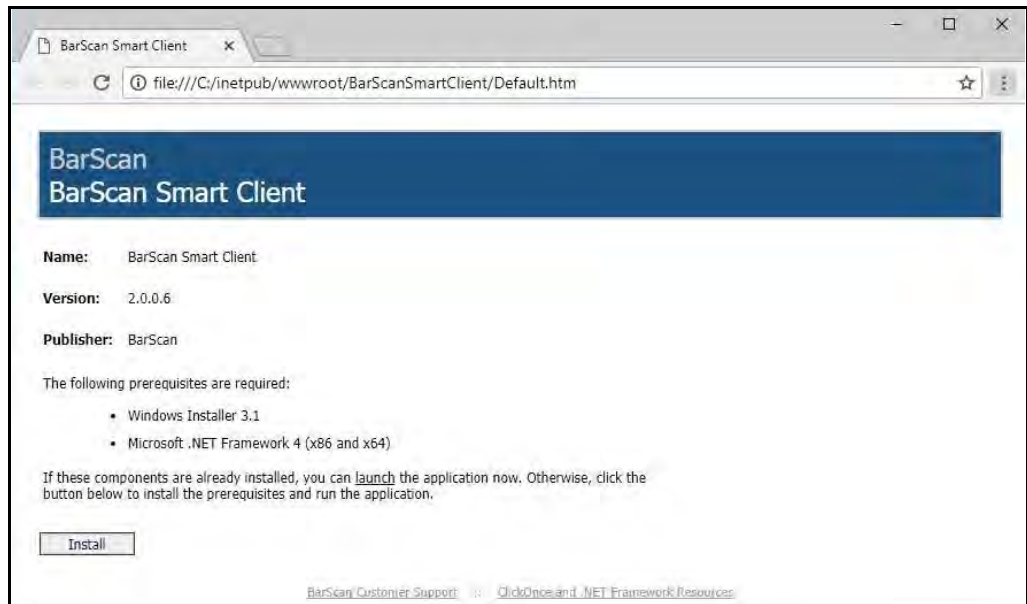 BarScan Smart Client
file:///C:/inetpub/wwwroot/BarScanSmartClient/Default.htm
BarScan
BarScan Smart Client
Name: BarScan Smart Client
Version: 2.0.0.6
Publisher: BarScan
The following prerequisites are required:
• Windows Installer 3.1
• Microsoft .NET Framework 4 (x86 and x64)
If these components are already installed, you can launch the application now. Otherwise, click the
button below to install the prerequisites and run the application.
Install
BarScan Customer Support :: ClickOnce and .NET Framework Resources